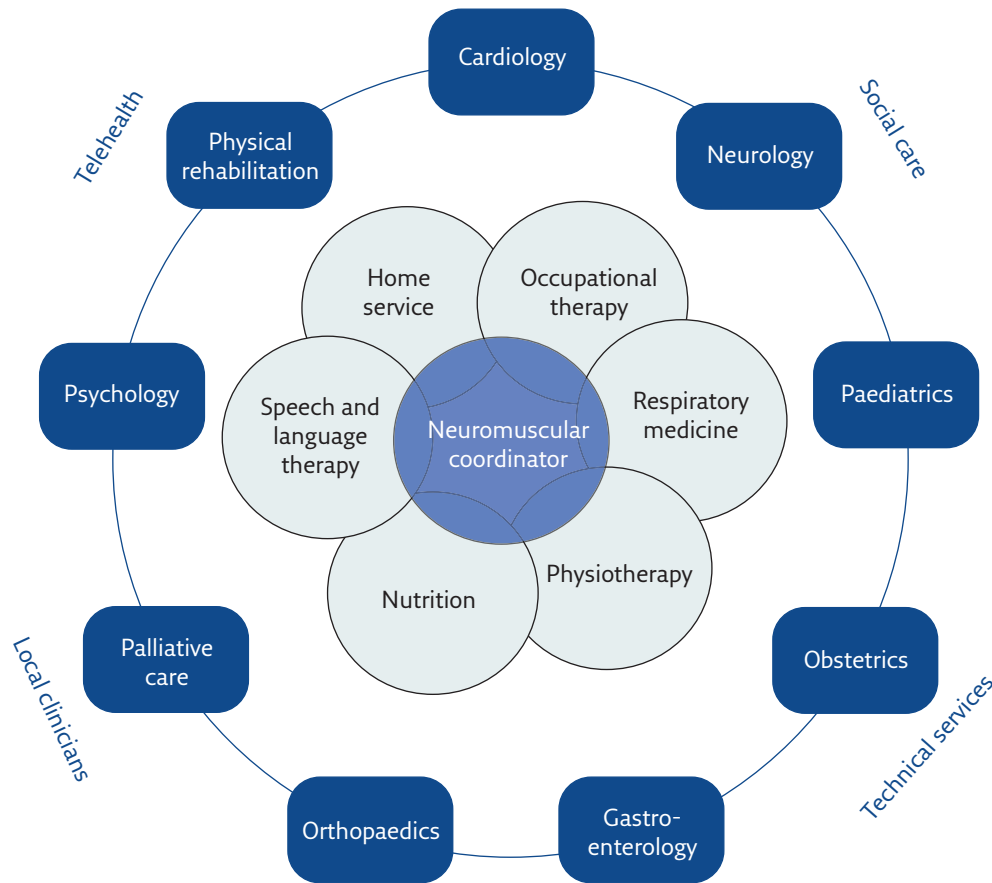 Cardiology
Telehealth
Social care
Physical
rehabilitation
Neurology
Home
service
Occupational
therapy
Psychology
Speech and
language
therapy
Neuromuscular
coordinator
Respiratory
medicine
Paediatrics
Nutrition
Physiotherapy
Palliative
care
Obstetrics
Local clinicians
Technical services
Orthopaedics
Gastro-
enterology